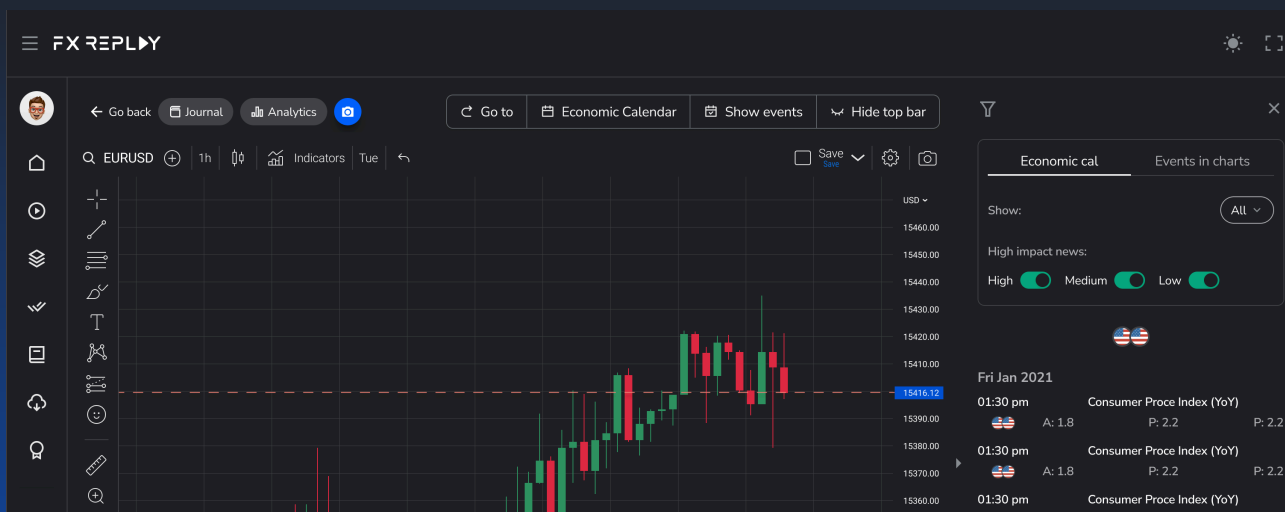 FX REPLAY
Go back
Journal
Analytics
Go to
Economic Calendar
Show events
Hide top bar
EURUSD
1h
Indicators
Tue
Save
Save
USD
15460.00
15450.00
15440.00
15430.00
15420.00
15410.00
15416.12
15390.00
15380.00
15370.00
15360.00
T
Economic cal
Events in charts
Show:
All
High impact news:
High
Medium
Low
Fri Jan 2021
01:30 pm Consumer Proce Index (YoY)
A: 1.8 P: 2.2 P: 2.2
01:30 pm Consumer Proce Index (YoY)
A: 1.8 P: 2.2 P: 2.2
01:30 pm Consumer Proce Index (YoY)